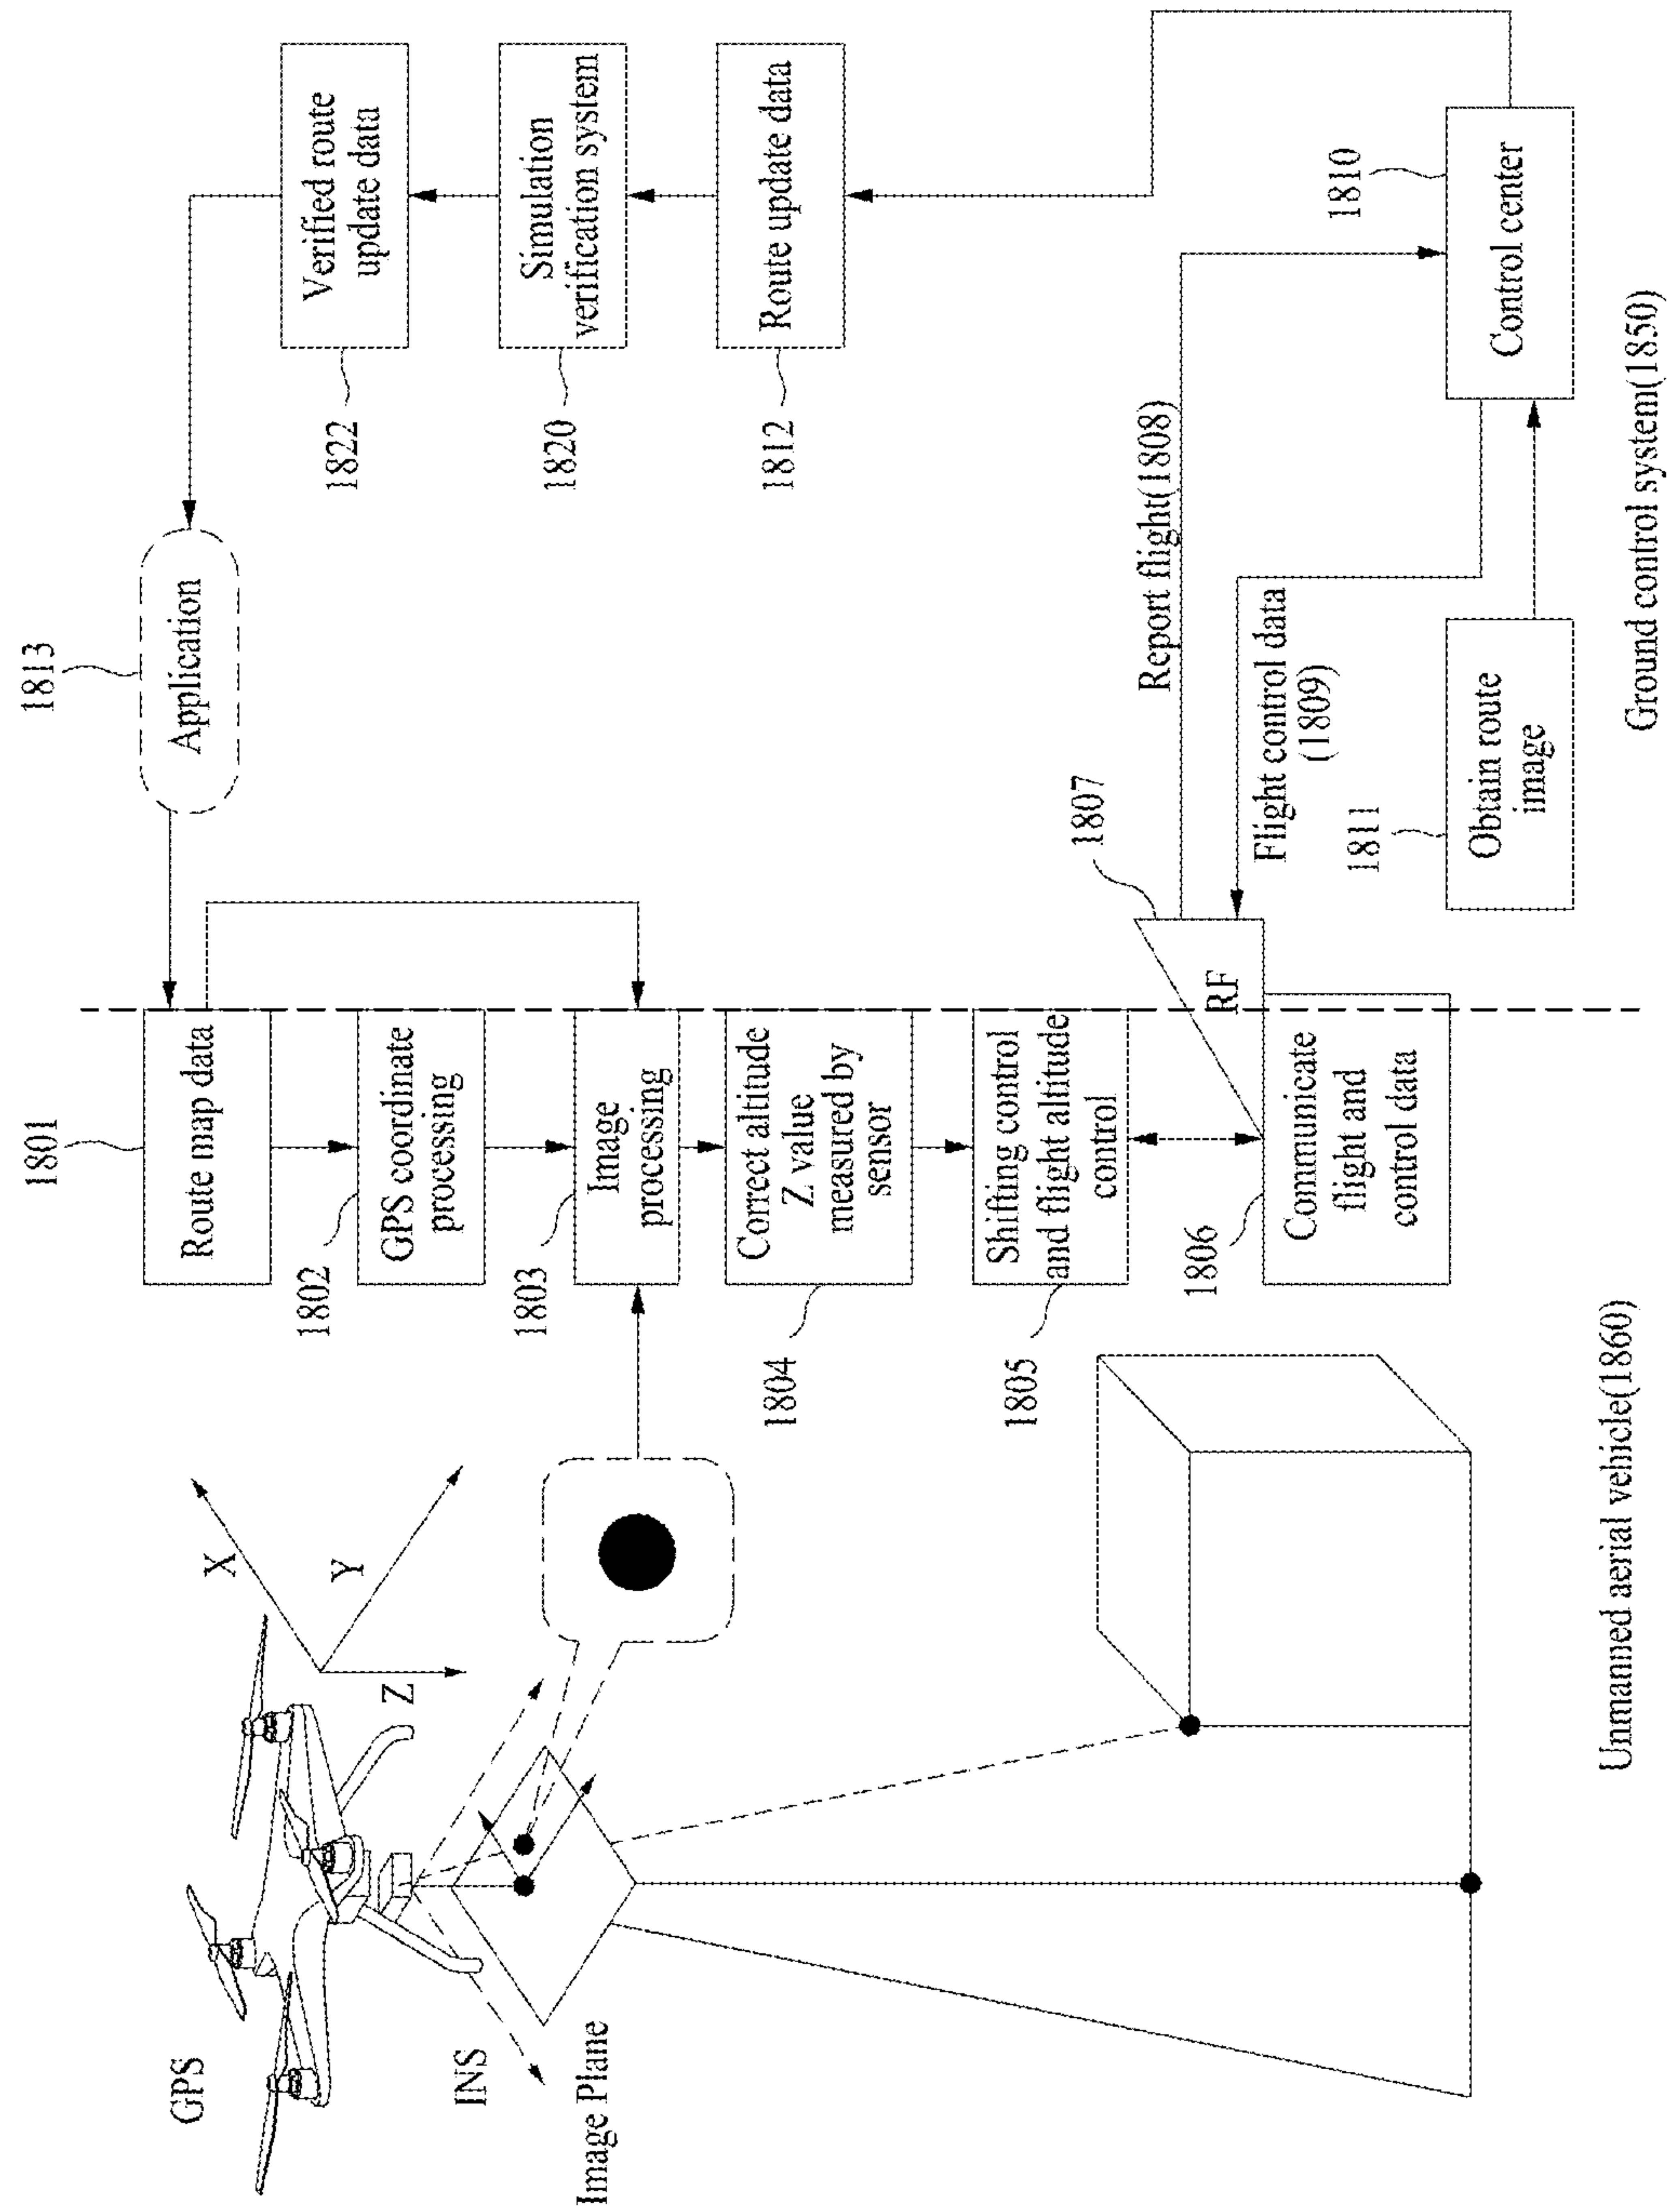 GPS
INS
Image Plane
X
Y
Z
1801
Route map data
1802
GPS coordinate
processing
1803
Image
processing
1804
Correct altitude
Z value
measured by
sensor
1805
Shifting control
and flight altitude
control
1806
Communicate
flight and
control data
RF
1807
Unmanned aerial vehicle(1860)
1813
Application
1822
Verified route
update data
1820
Simulation
verification system
1812
Route update data
Report flight(1808)
Flight control data
(1809)
1811
Obtain route
image
1810
Control center
Ground control system(1850)